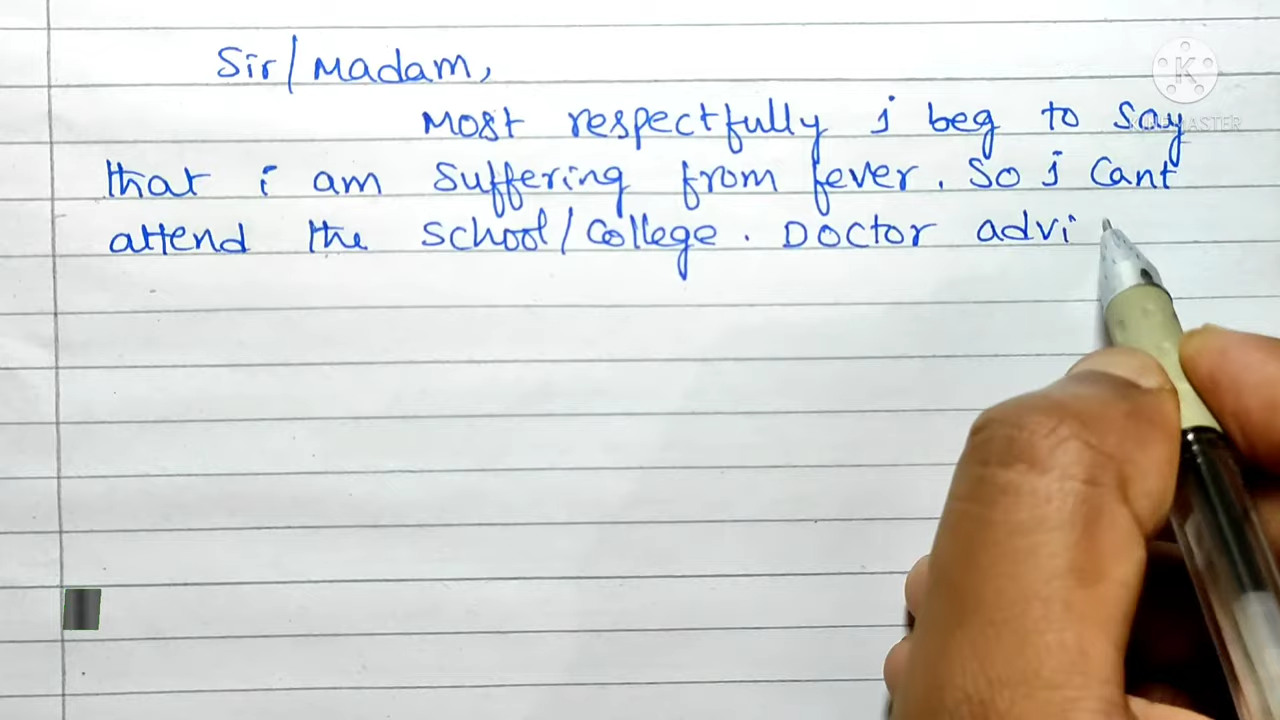 Sir/Madam,
Most respectfully i beg to say
that i am suffering from fever. So i cant
attend the school/college. Doctor advi
K
KINEMASTER